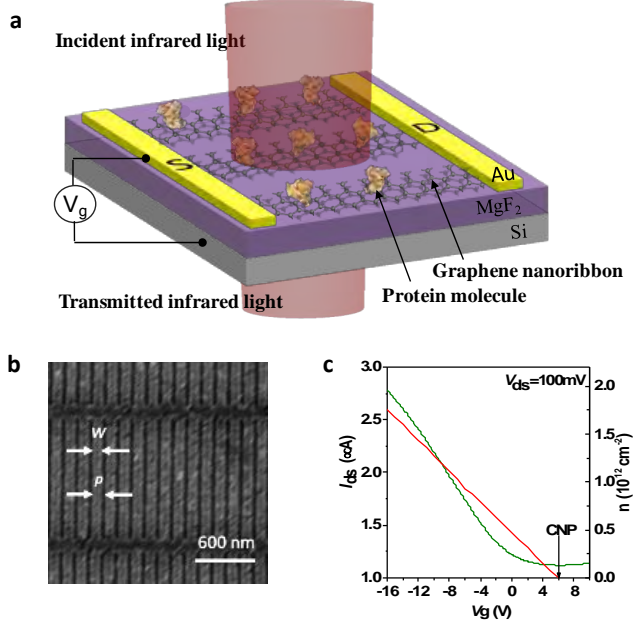 a
Incident infrared light
S
D
Au
MgF2
Si
Vg
Graphene nanoribbon
Protein molecule
Transmitted infrared light
b
W
P
600 nm
c
Vds=100mV
CNP
3.0
2.5
2.0
1.5
1.0
Ids (∝A)
2.0
1.5
1.0
0.5
0.0
n (10^12 cm^-2)
-16 -12 -8 -4 0 4 8
Vg (V)